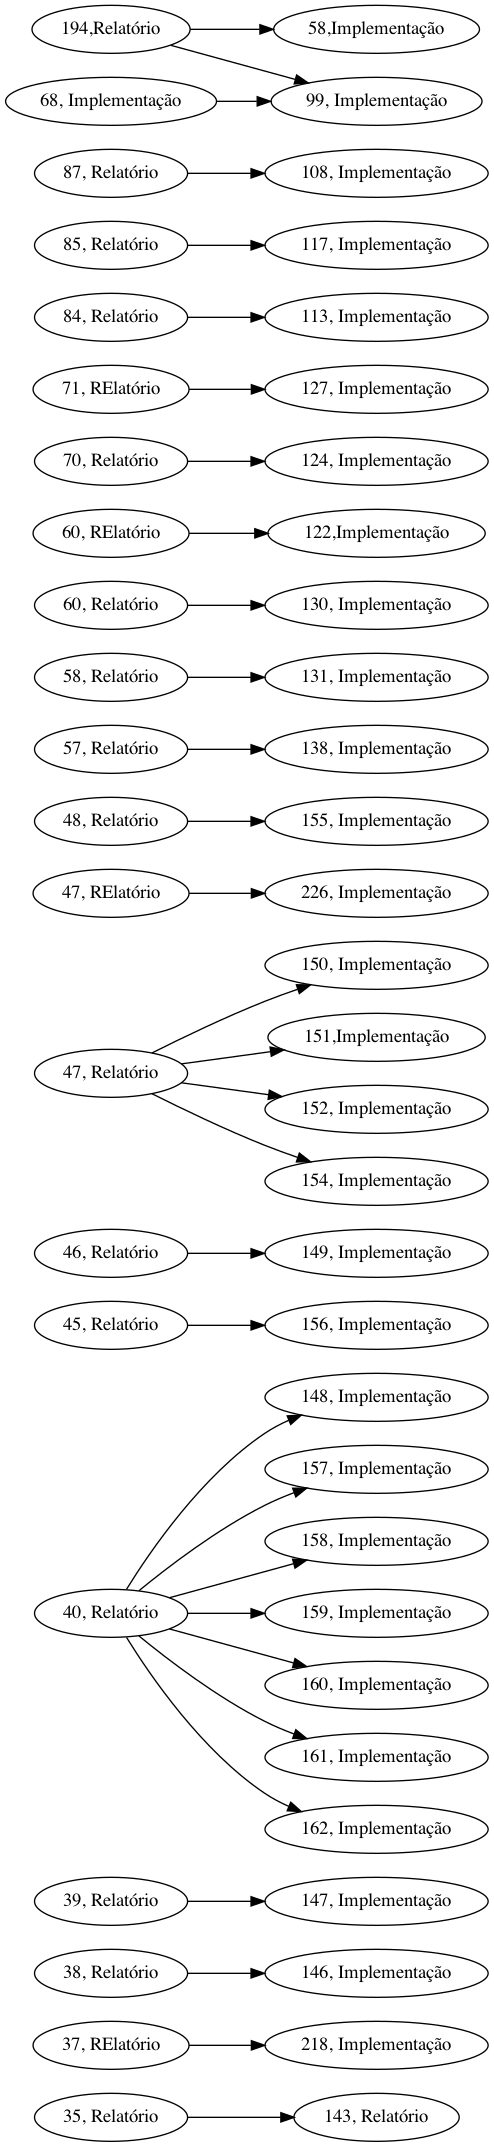 194,Relatório
58,Implementação
68, Implementação
99, Implementação
87, Relatório
108, Implementação
85, Relatório
117, Implementação
84, Relatório
113, Implementação
71, RElatório
127, Implementação
70, Relatório
124, Implementação
60, RElatório
122,Implementação
60, Relatório
130, Implementação
58, Relatório
131, Implementação
57, Relatório
138, Implementação
48, Relatório
155, Implementação
47, RElatório
226, Implementação
150, Implementação
151,Implementação
47, Relatório
152, Implementação
154, Implementação
46, Relatório
149, Implementação
45, Relatório
156, Implementação
148, Implementação
157, Implementação
158, Implementação
40, Relatório
159, Implementação
160, Implementação
161, Implementação
162, Implementação
39, Relatório
147, Implementação
38, Relatório
146, Implementação
37, RElatório
218, Implementação
35, Relatório
143, Relatório